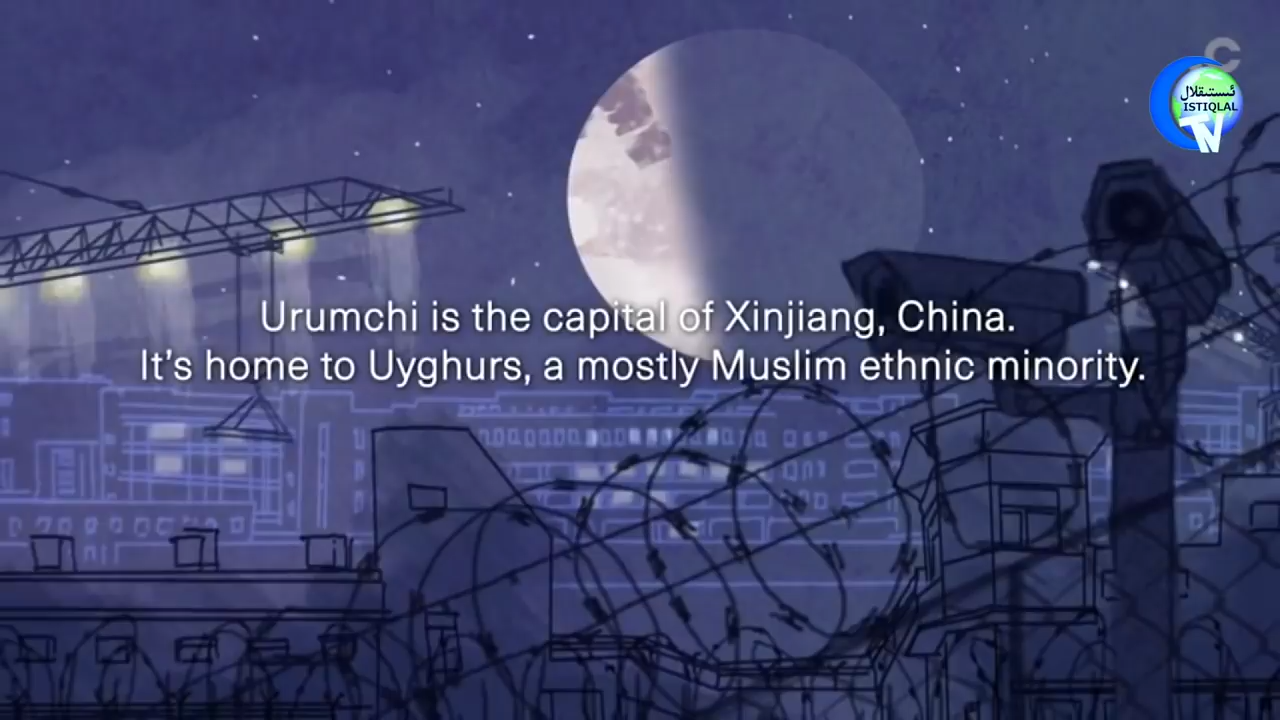 C
ئىستىقلال
ISTIQLAL
TV
Urumchi is the capital of Xinjiang, China.
It's home to Uyghurs, a mostly Muslim ethnic minority.